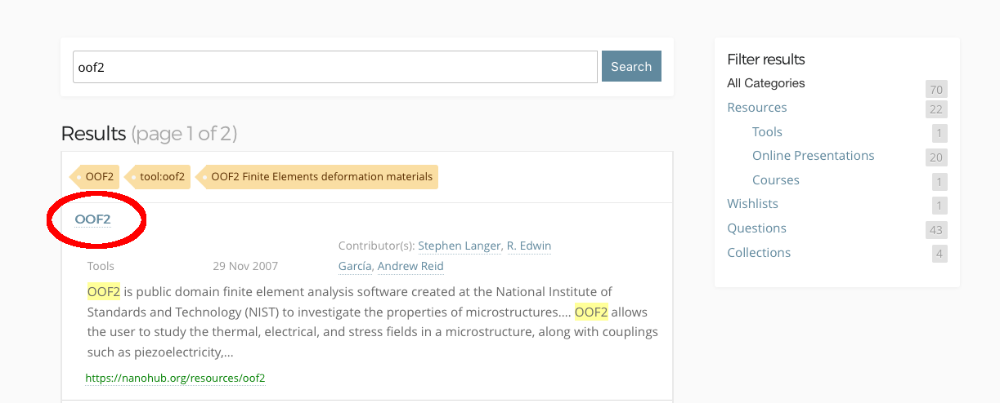 oof2
Search
Results (page 1 of 2)
OOF2
tool:oof2
OOF2 Finite Elements deformation materials
OOF2
Contributor(s): Stephen Langer, R. Edwin
Tools 29 Nov 2007 García, Andrew Reid
OOF2 is public domain finite element analysis software created at the National Institute of
Standards and Technology (NIST) to investigate the properties of microstructures.... OOF2 allows
the user to study the thermal, electrical, and stress fields in a microstructure, along with couplings
such as piezoelectricity,...
https://nanohub.org/resources/oof2
Filter results
All Categories 70
Resources 22
Tools 1
Online Presentations 20
Courses 1
Wishlists 1
Questions 43
Collections 4